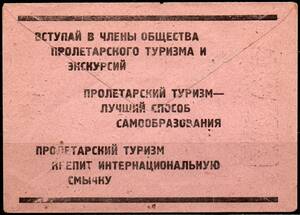 ВСТУПАЙ В ЧЛЕНЫ ОБЩЕСТВА
ПРОЛЕТАРСКОГО ТУРИЗМА И
ЭКСКУРСИЙ
ПРОЛЕТАРСКИЙ ТУРИЗМ—
ЛУЧШИЙ СПОСОБ
САМООБРАЗОВАНИЯ
ПРОЛЕТАРСКИЙ ТУРИЗМ
КРЕПИТ ИНТЕРНАЦИОНАЛЬНУЮ
СМЫЧКУ